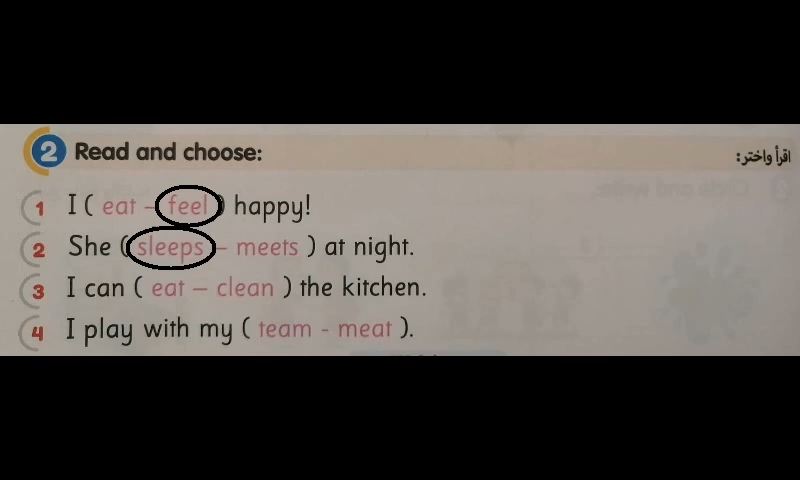 2 Read and choose: اقرأ واختر:
1 I ( eat – feel ) happy!
2 She ( sleeps – meets ) at night.
3 I can ( eat – clean ) the kitchen.
4 I play with my ( team - meat ).